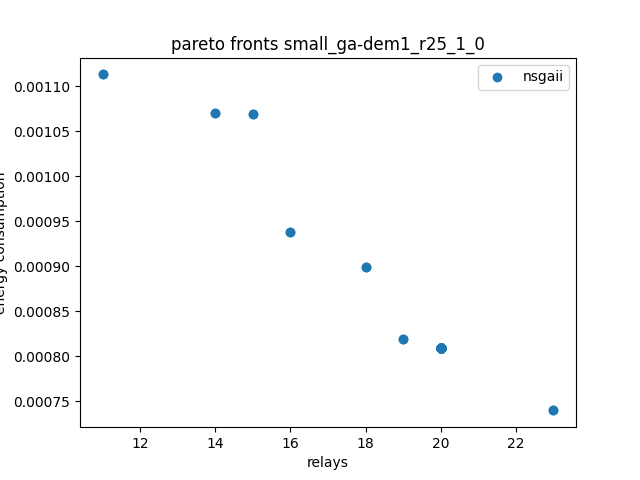 pareto fronts small_ga-dem1_r25_1_0
nsgaii
0.00110
0.00105
0.00100
0.00095
0.00090
0.00085
0.00080
0.00075
energy consumption
12 14 16 18 20 22
relays